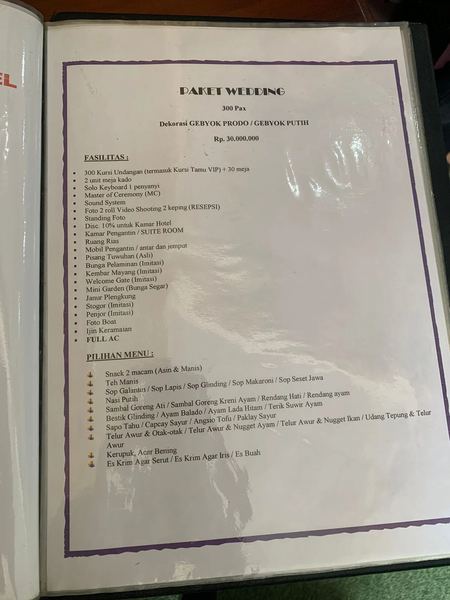 EL
PAKET WEDDING
300 Pax
Dekorasi GEBYOK PRODO / GEBYOK PUTIH
Rp. 30.000.000
FASILITAS :
300 Kursi Undangan (termasuk Kursi Tamu VIP) + 30 meja
2 unit meja kado
Solo Keyboard 1 penyanyi
Master of Ceremony (MC)
Sound System
Foto 2 roll Video Shooting 2 keping (RESEPSI)
Standing Foto
Disc. 10% untuk Kamar Hotel
Kamar Pengantin / SUITE ROOM
Ruang Rias
Mobil Pengantin / antar dan jemput
Pisang Tuwuhan (Asli)
Bunga Pelaminan (Imitasi)
Kembar Mayang (Imitasi)
Welcome Gate (Imitasi)
Mini Garden (Bunga Segar)
Janur Plengkung
Stogor (Imitasi)
Penjor (Imitasi)
Foto Boat
Ijin Keramaian
FULL AC
PILIHAN MENU :
Snack 2 macam (Asin & Manis)
Teh Manis
Sop Galantin / Sop Lapis / Sop Glinding / Sop Makaroni / Sop Seset Jawa
Nasi Putih
Sambal Goreng Ati / Sambal Goreng Kreni Ayam / Rendang Hati / Rendang ayam
Bestik Glinding / Ayam Balado / Ayam Lada Hitam / Terik Suwir Ayam
Sapo Tahu / Capcay Sayur / Angsio Tofu / Paklay Sayur
Telur Awur & Otak-otak / Telur Awur & Nugget Ayam / Telur Awur & Nugget Ikan / Udang Tepung & Telur
Awur
Kerupuk, Acar Bening
Es Krim Agar Serut / Es Krim Agar Iris / Es Buah